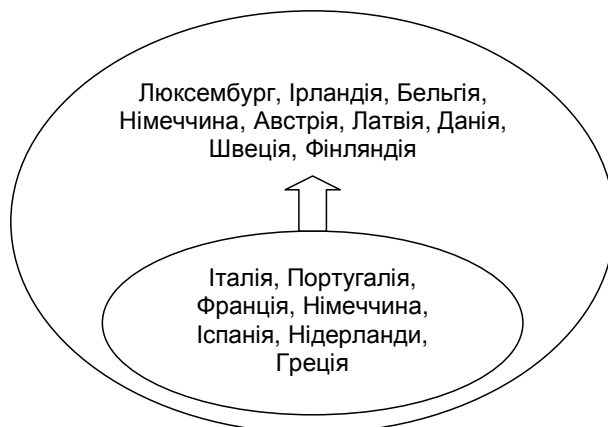 Люксембург, Ірландія, Бельгія,
Німеччина, Австрія, Латвія, Данія,
Швеція, Фінляндія
Італія, Португалія,
Франція, Німеччина,
Іспанія, Нідерланди,
Греція